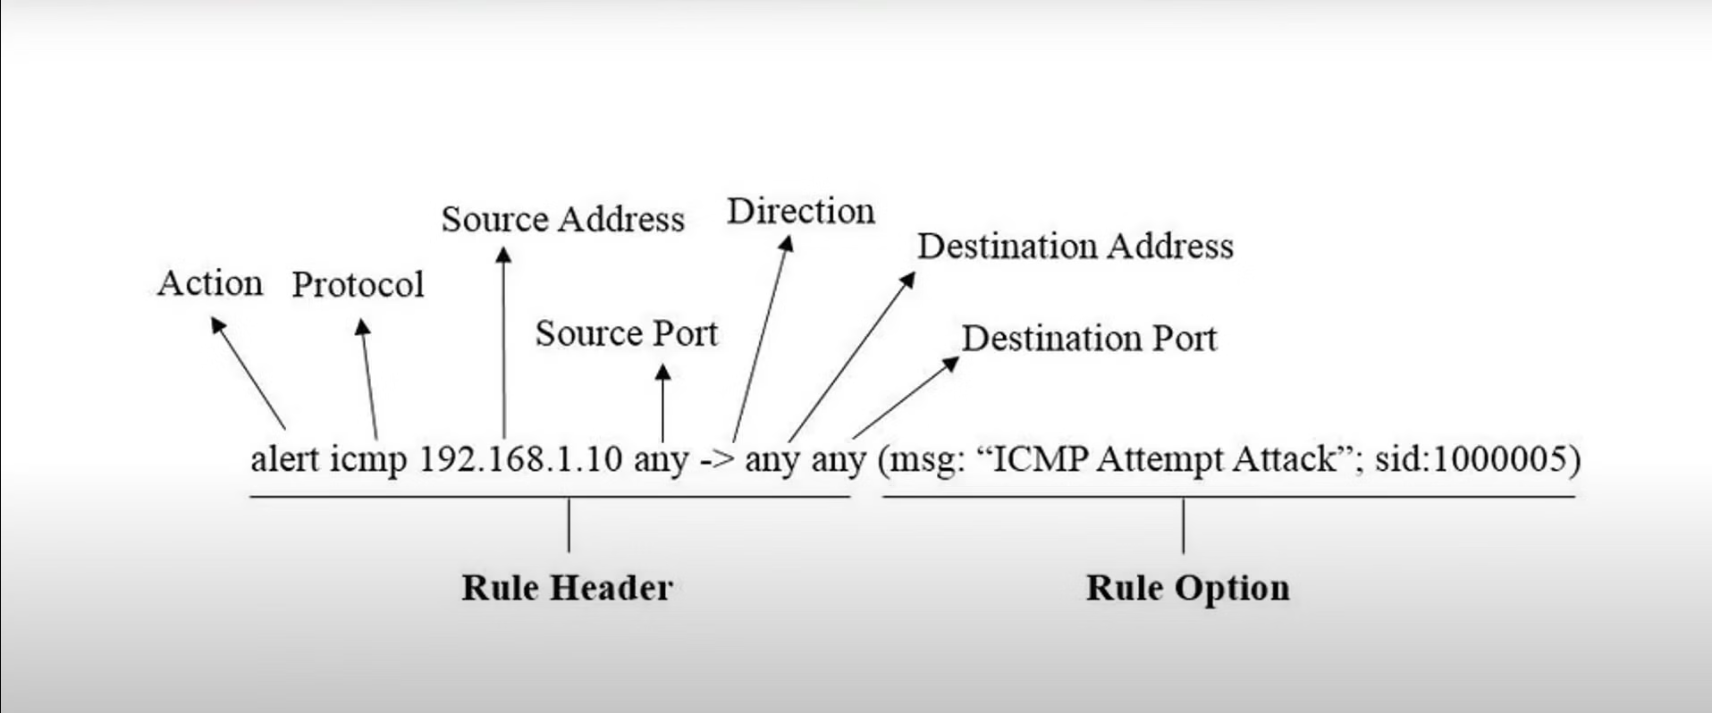 Source Address
Direction
Destination Address
Action
Protocol
Source Port
Destination Port
alert icmp 192.168.1.10 any -> any any (msg: “ICMP Attempt Attack”; sid:1000005)
Rule Header
Rule Option